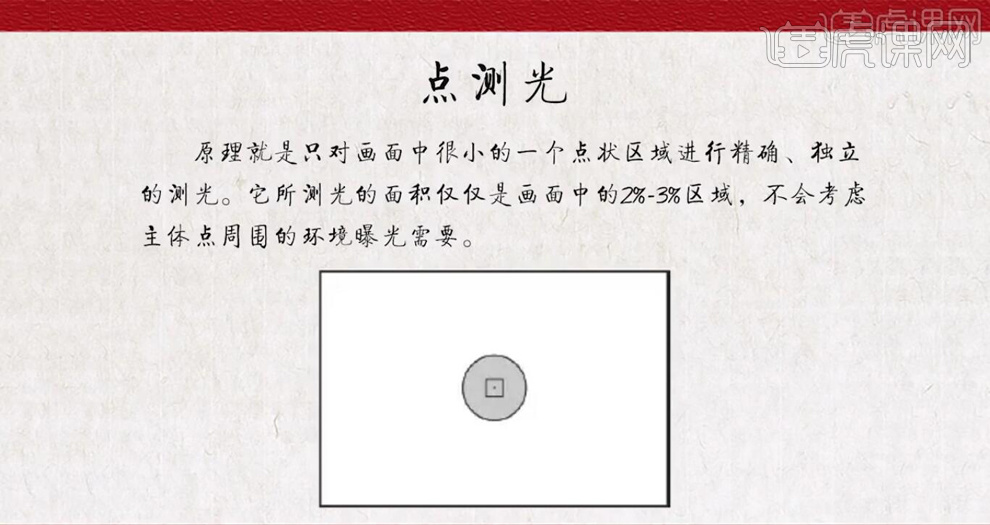 虎课网
点测光
原理就是只对画面中很小的一个点状区域进行精确、独立
的测光。它所测光的面积仅仅是画面中的2%-3%区域，不会考虑
主体点周围的环境曝光需要。